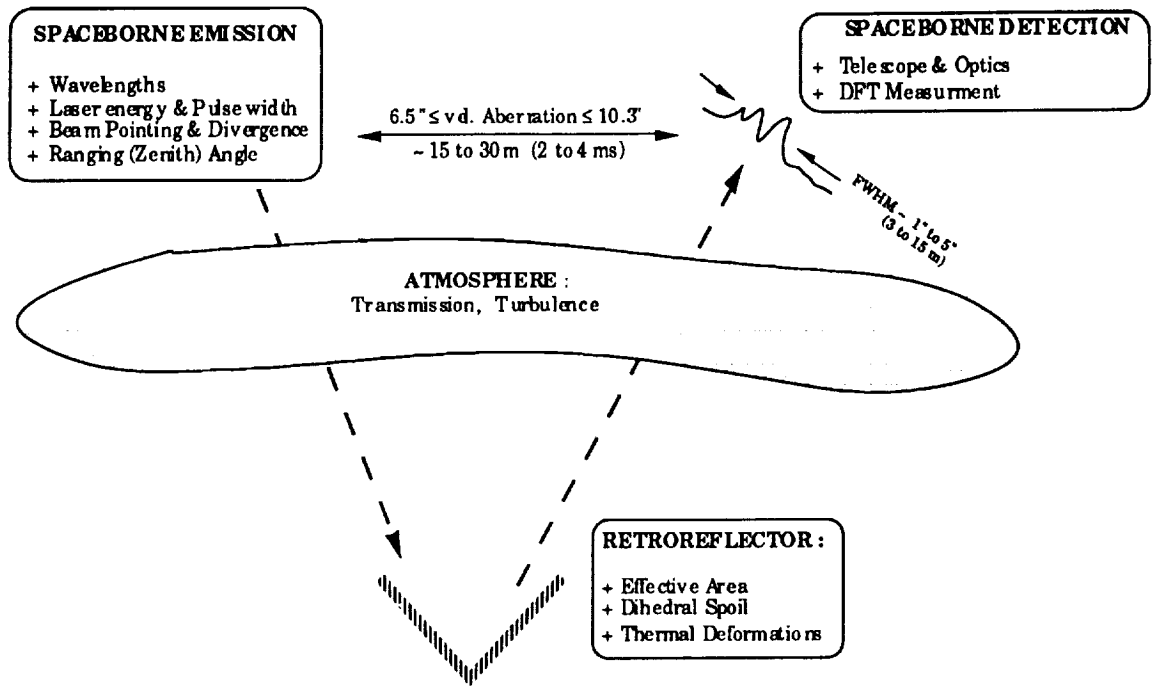 SPACEBORNE EMISSION
+ Wavelengths
+ Laser energy & Pulse width
+ Beam Pointing & Divergence
+ Ranging (Zenith) Angle
6.5" ≤ vd. Aberration ≤ 10.3"
~ 15 to 30 m (2 to 4 ms)
SPACEBORNE DETECTION
+ Telescope & Optics
+ DFT Measurment
FWHM ~ 1" to 5"
(3 to 15 m)
ATMOSPHERE :
Transmission, Turbulence
RETROREFLECTOR :
+ Effective Area
+ Dihedral Spoil
+ Thermal Deformations